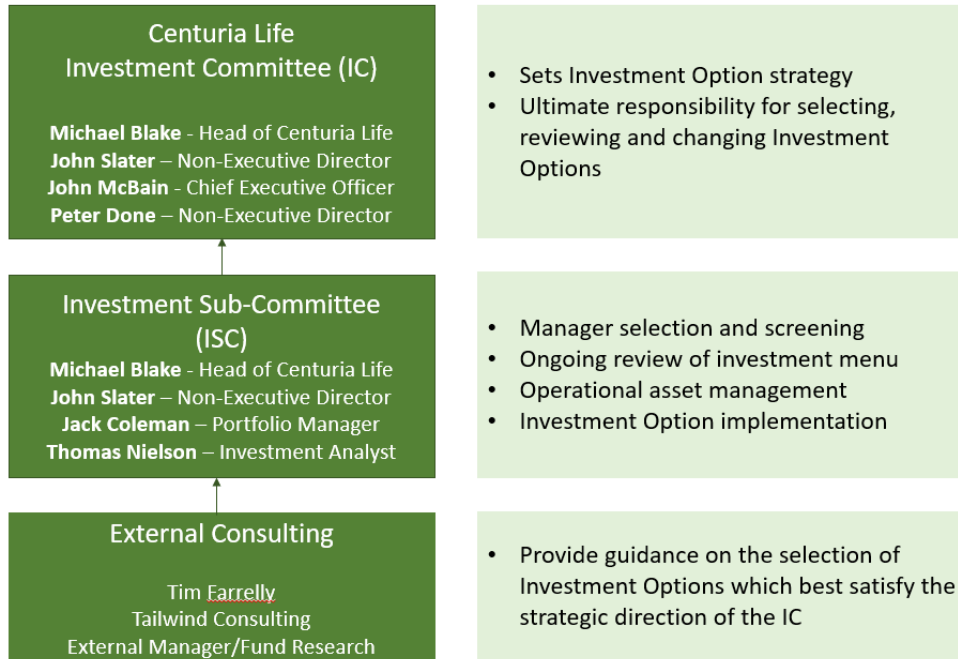 Centuria Life
Investment Committee (IC)
Michael Blake - Head of Centuria Life
John Slater – Non-Executive Director
John McBain - Chief Executive Officer
Peter Done – Non-Executive Director
• Sets Investment Option strategy
• Ultimate responsibility for selecting,
reviewing and changing Investment
Options
Investment Sub-Committee
(ISC)
Michael Blake - Head of Centuria Life
John Slater – Non-Executive Director
Jack Coleman – Portfolio Manager
Thomas Nielson – Investment Analyst
• Manager selection and screening
• Ongoing review of investment menu
• Operational asset management
• Investment Option implementation
External Consulting
Tim Farrelly
Tailwind Consulting
External Manager/Fund Research
• Provide guidance on the selection of
Investment Options which best satisfy the
strategic direction of the IC